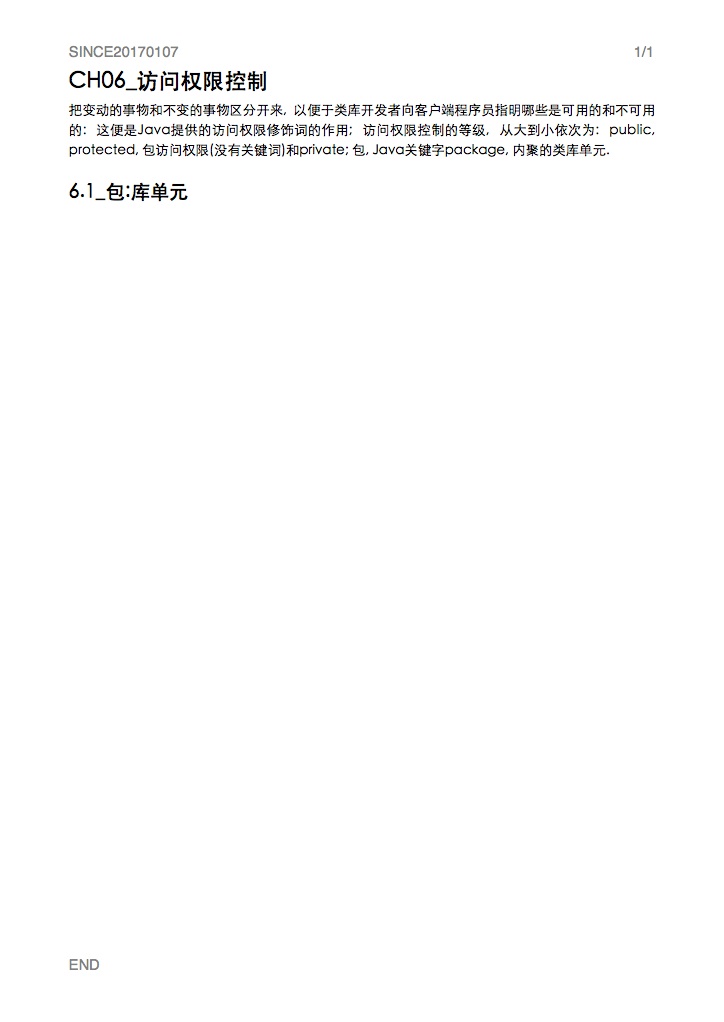 SINCE20170107 1/1
CH06_访问权限控制
把变动的事物和不变的事物区分开来, 以便于类库开发者向客户端程序员指明哪些是可用的和不可用
的: 这便是Java提供的访问权限修饰词的作用; 访问权限控制的等级, 从大到小依次为: public,
protected, 包访问权限(没有关键词)和private; 包, Java关键字package, 内聚的类库单元.
6.1_包:库单元
END